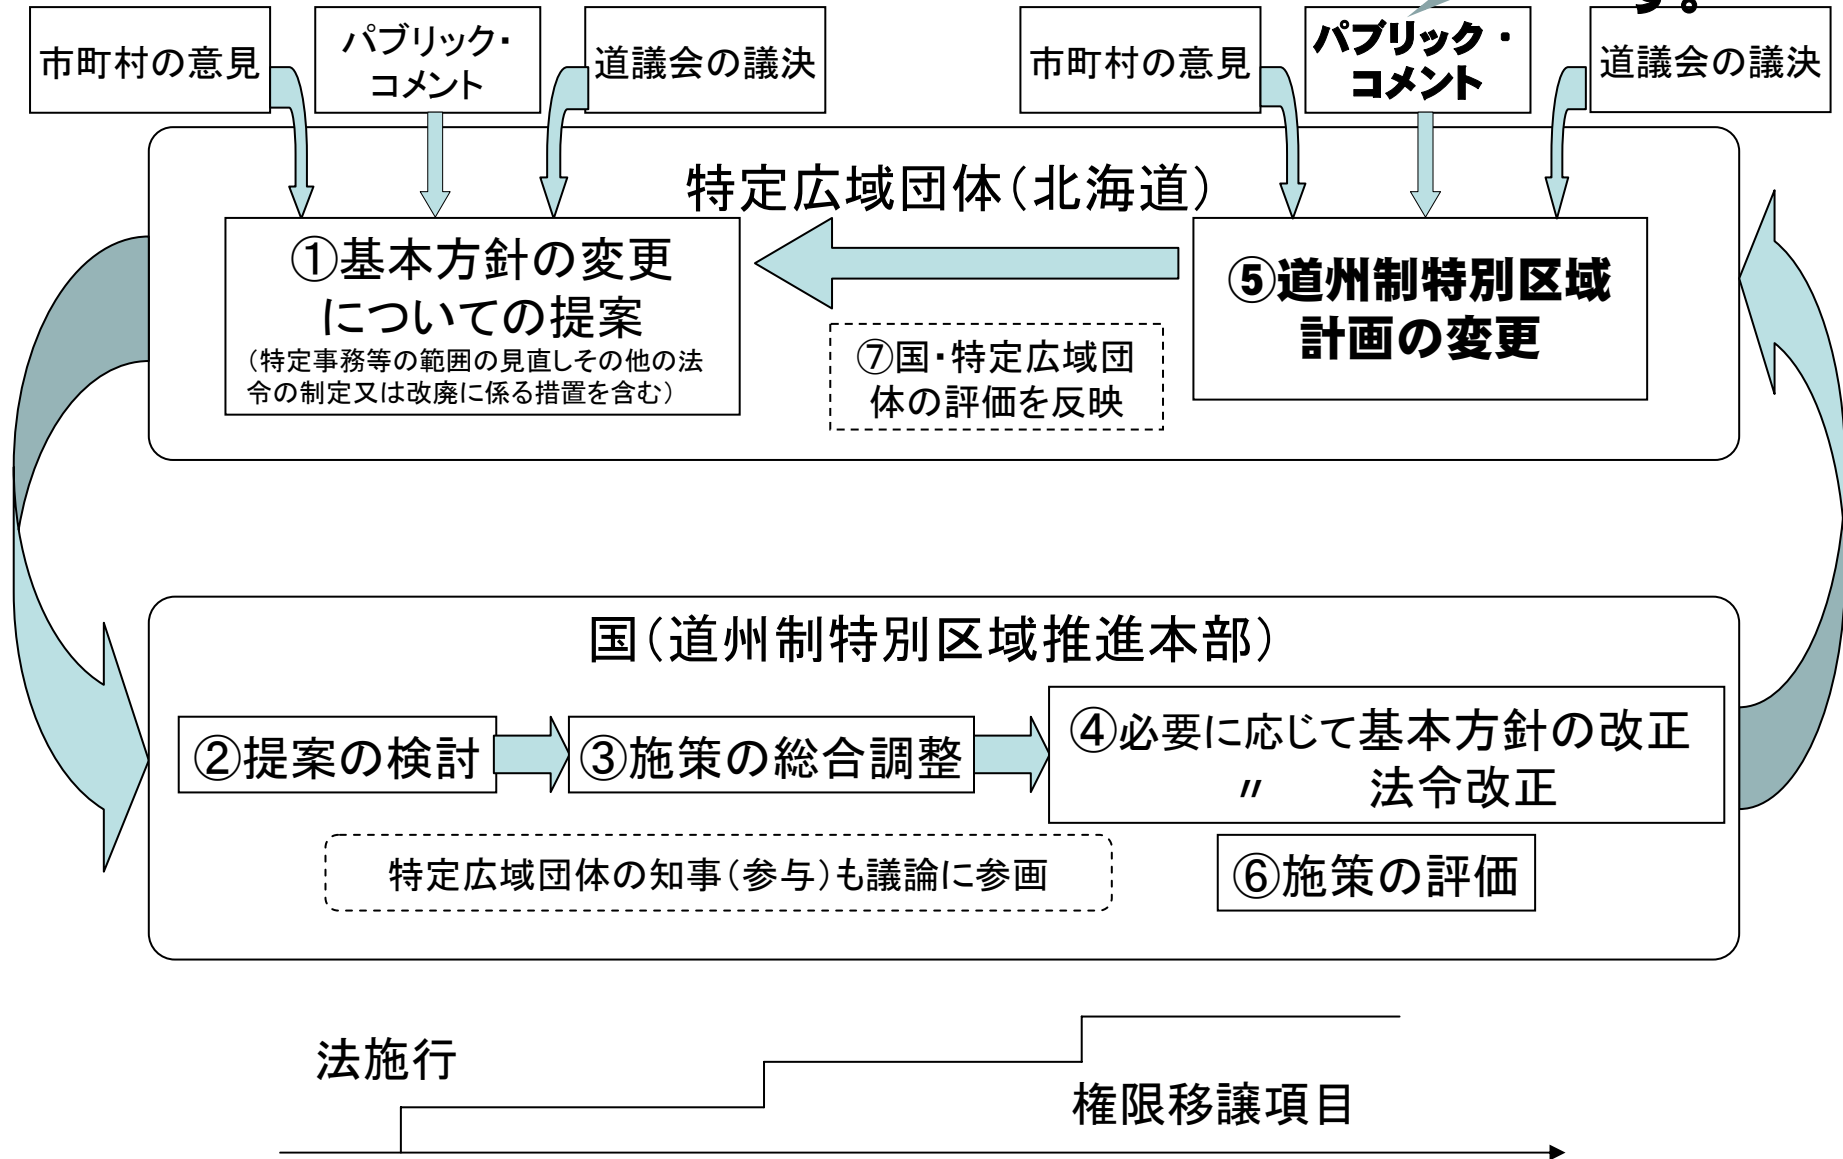 す。
市町村の意見
パブリック・
コメント
道議会の議決
市町村の意見
パブリック・
コメント
道議会の議決
特定広域団体（北海道）
①基本方針の変更
についての提案
（特定事務等の範囲の見直しその他の法
令の制定又は改廃に係る措置を含む）
⑤道州制特別区域
計画の変更
⑦国・特定広域団
体の評価を反映
国（道州制特別区域推進本部）
②提案の検討
③施策の総合調整
④必要に応じて基本方針の改正
〃 法令改正
特定広域団体の知事（参与）も議論に参画
⑥施策の評価
法施行
権限移譲項目